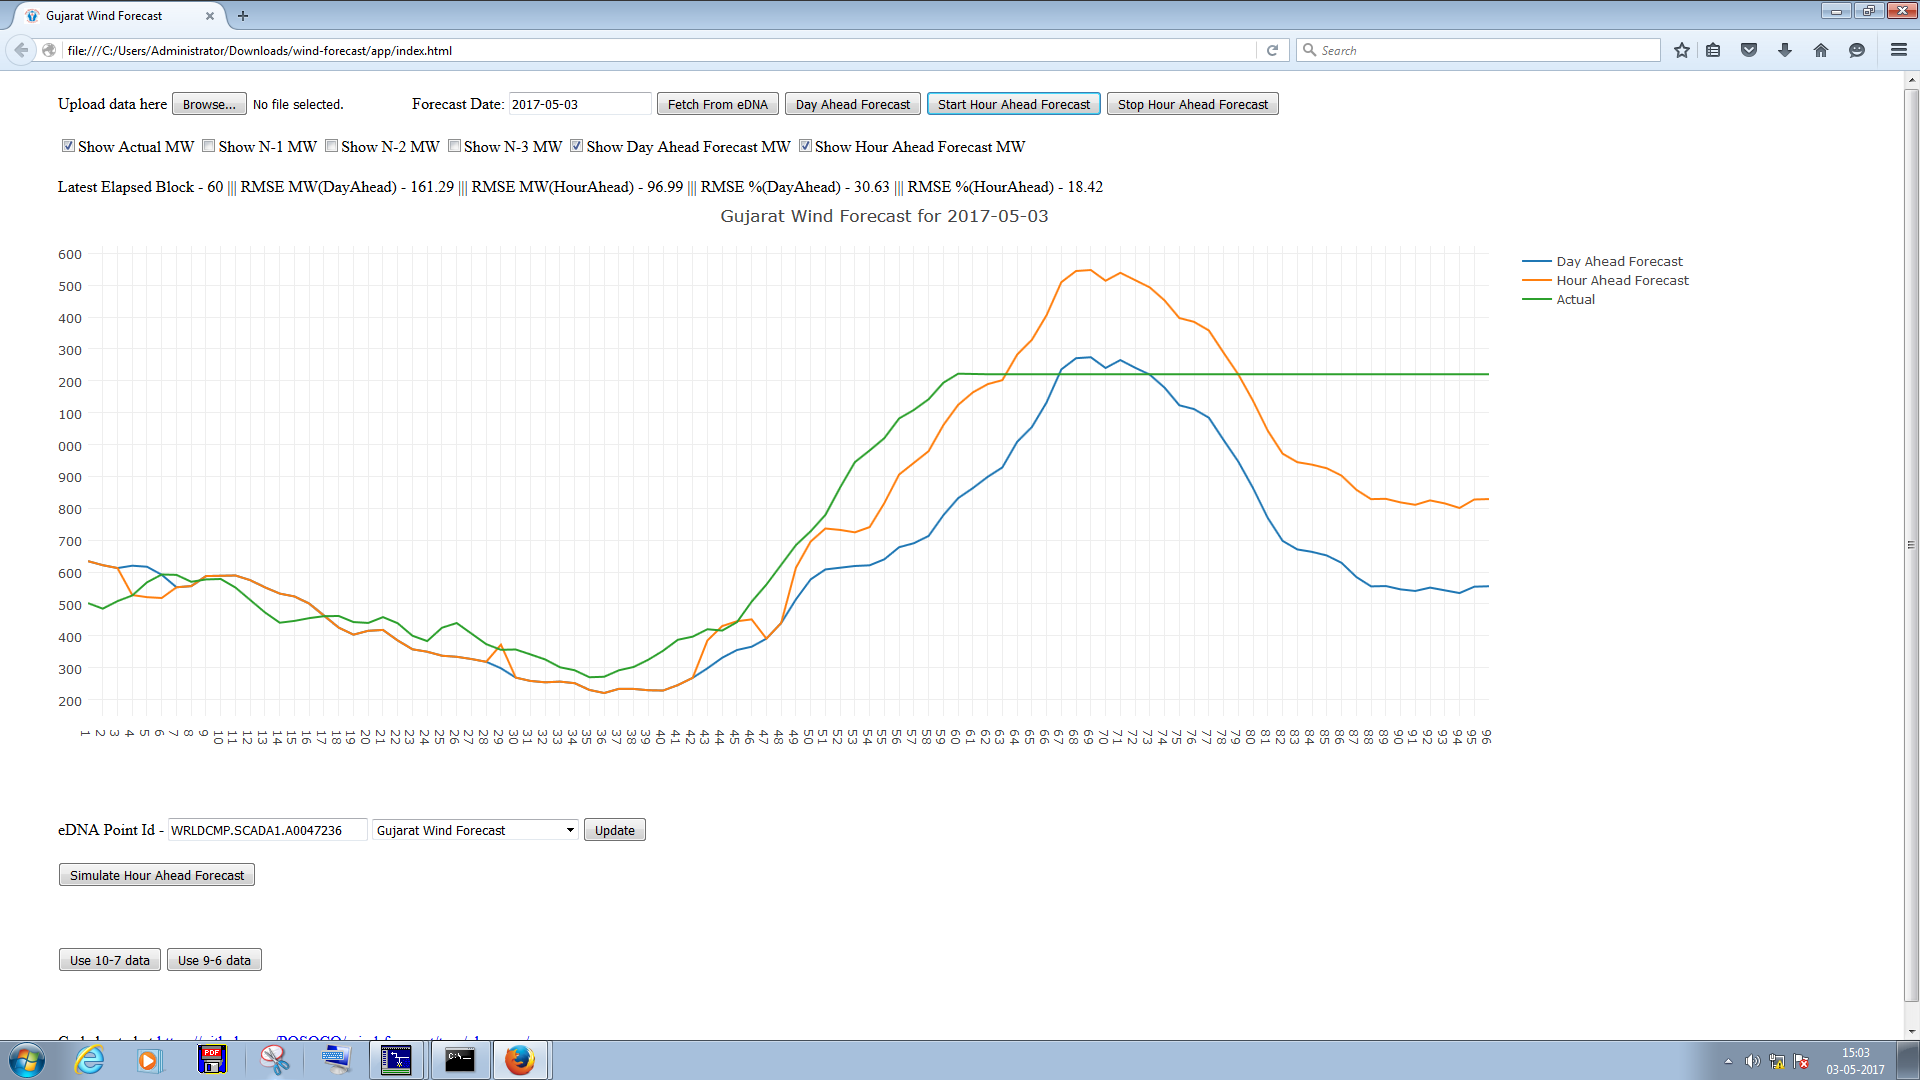 Gujarat Wind Forecast
file:///C:/Users/Administrator/Downloads/wind-forecast/app/index.html
Search
Upload data here Browse... No file selected. Forecast Date: 2017-05-03 Fetch From eDNA Day Ahead Forecast Start Hour Ahead Forecast Stop Hour Ahead Forecast
Show Actual MW Show N-1 MW Show N-2 MW Show N-3 MW Show Day Ahead Forecast MW Show Hour Ahead Forecast MW
Latest Elapsed Block - 60 ||| RMSE MW(DayAhead) - 161.29 ||| RMSE MW(HourAhead) - 96.99 ||| RMSE %(DayAhead) - 30.63 ||| RMSE %(HourAhead) - 18.42
Gujarat Wind Forecast for 2017-05-03
600
500
400
300
200
100
000
900
800
700
600
500
400
300
200
Day Ahead Forecast
Hour Ahead Forecast
Actual
1 2 3 4 5 6 7 8 9 10 11 12 13 14 15 16 17 18 19 20 21 22 23 24 25 26 27 28 29 30 31 32 33 34 35 36 37 38 39 40 41 42 43 44 45 46 47 48 49 50 51 52 53 54 55 56 57 58 59 60 61 62 63 64 65 66 67 68 69 70 71 72 73 74 75 76 77 78 79 80 81 82 83 84 85 86 87 88 89 90 91 92 93 94 95 96
eDNA Point Id - WRLDCMP.SCADA1.A0047236 Gujarat Wind Forecast Update
Simulate Hour Ahead Forecast
Use 10-7 data Use 9-6 data
PDF
C:\._
15:03
03-05-2017